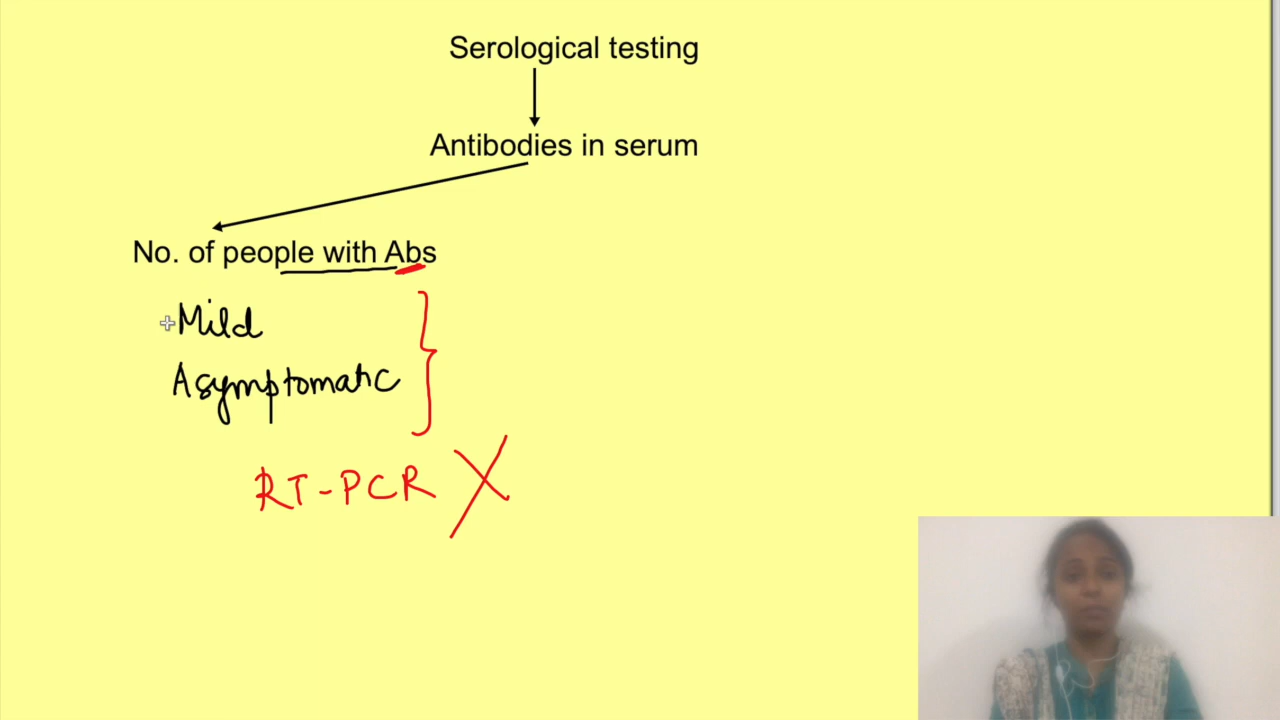 Serological testing
Antibodies in serum
No. of people with Abs
Mild
Asymptomatic
RT-PCR X